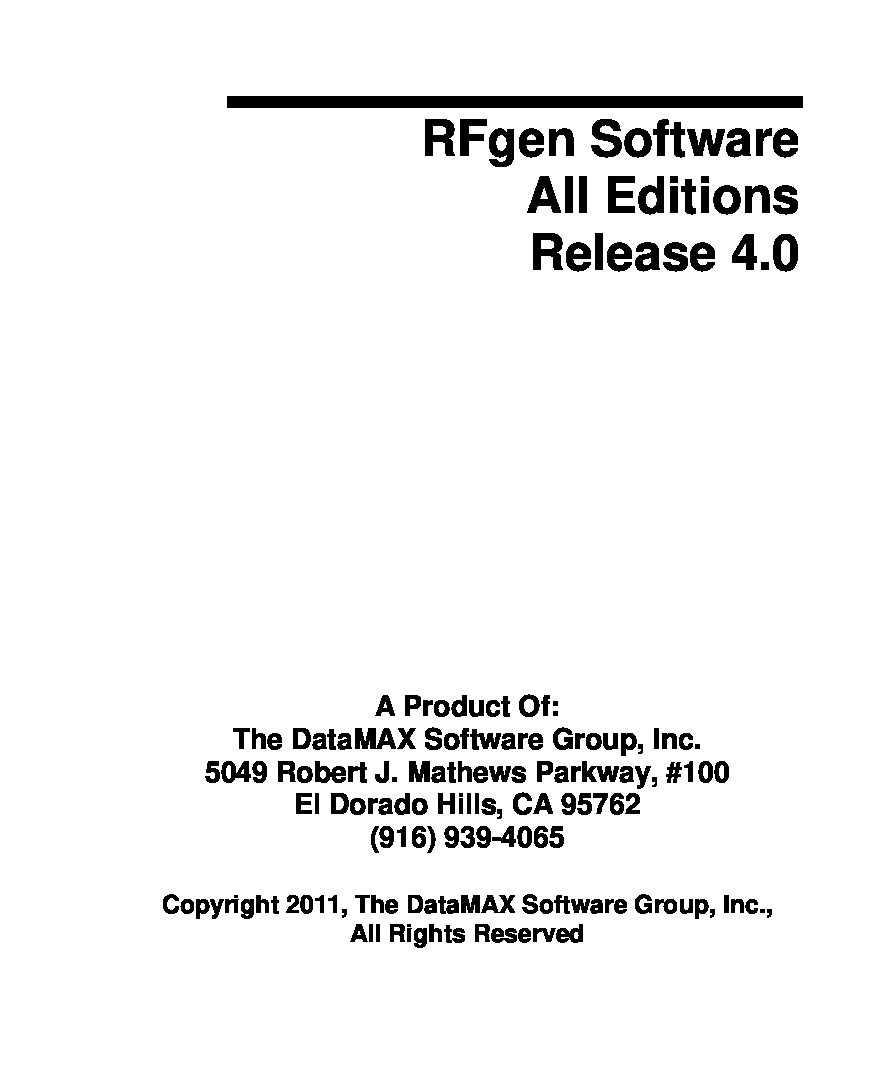 RFgen Software
All Editions
Release 4.0
A Product Of:
The DataMAX Software Group, Inc.
5049 Robert J. Mathews Parkway, #100
El Dorado Hills, CA 95762
(916) 939-4065
Copyright 2011, The DataMAX Software Group, Inc.,
All Rights Reserved